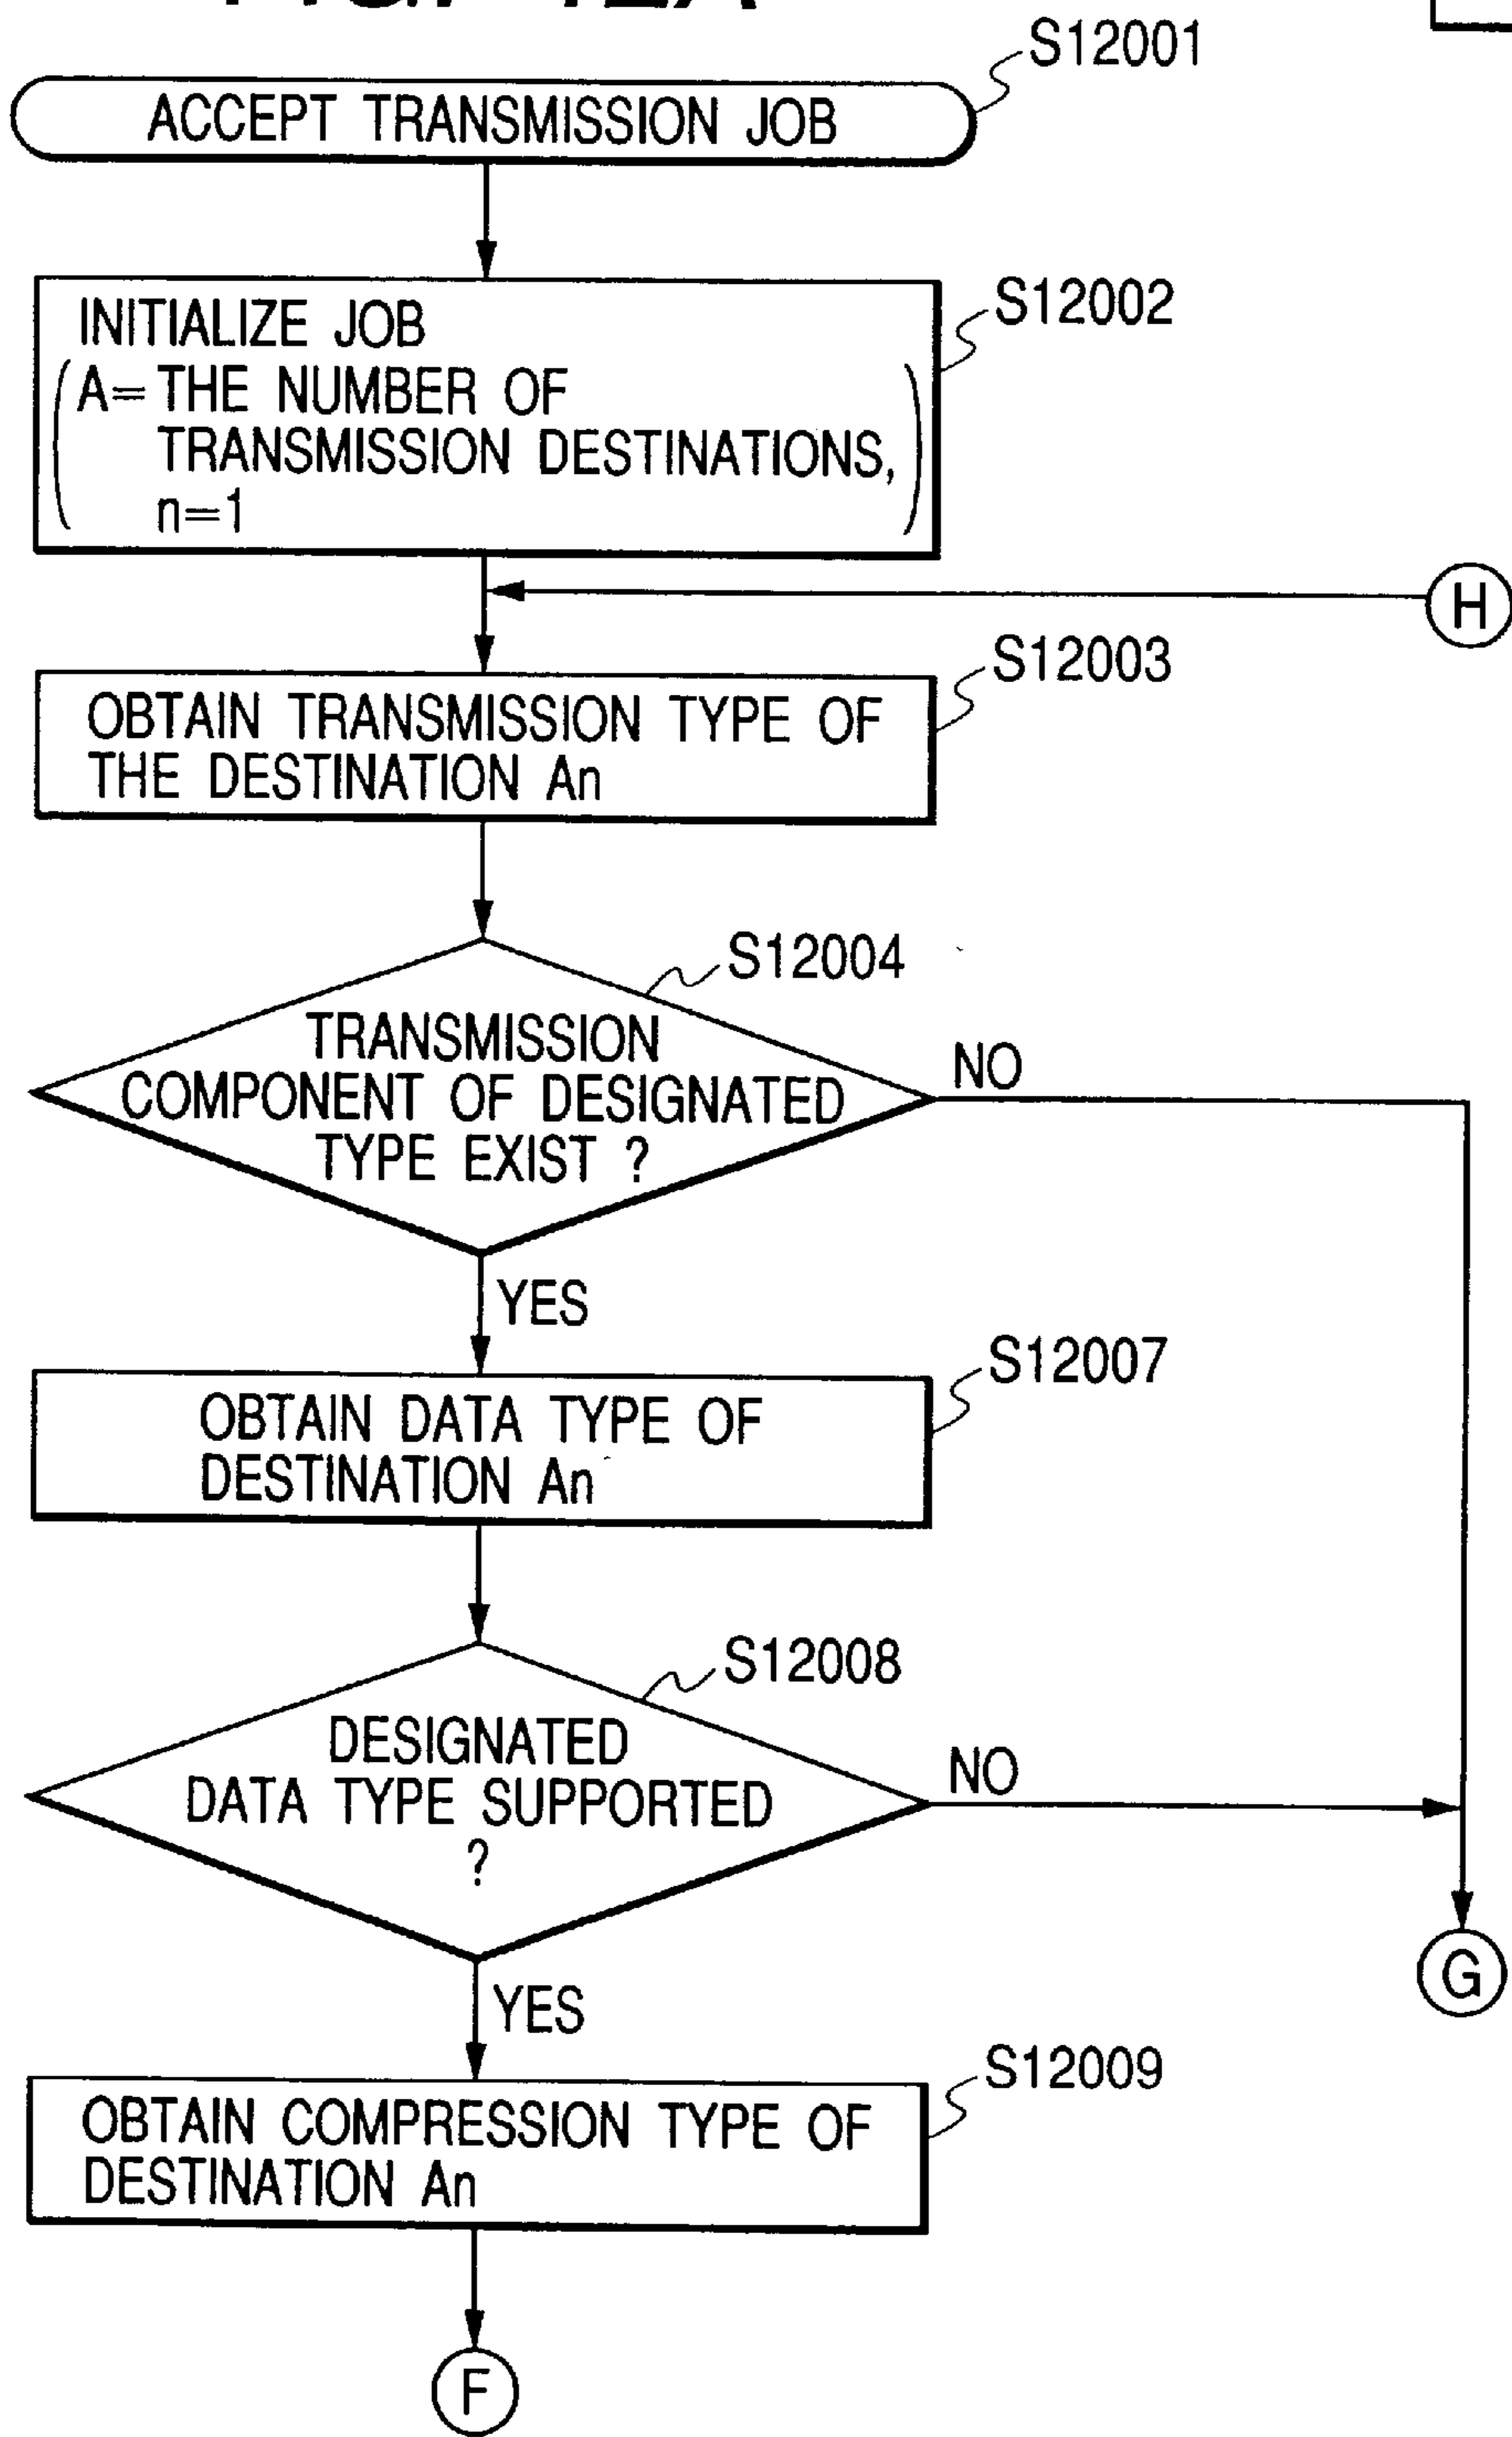 S12001
ACCEPT TRANSMISSION JOB
S12002
INITIALIZE JOB
(A= THE NUMBER OF
TRANSMISSION DESTINATIONS,
n=1)
H
S12003
OBTAIN TRANSMISSION TYPE OF
THE DESTINATION An
S12004
TRANSMISSION
COMPONENT OF DESIGNATED
TYPE EXIST ?
NO
YES
S12007
OBTAIN DATA TYPE OF
DESTINATION An
S12008
DESIGNATED
DATA TYPE SUPPORTED
?
NO
G
YES
S12009
OBTAIN COMPRESSION TYPE OF
DESTINATION An
F